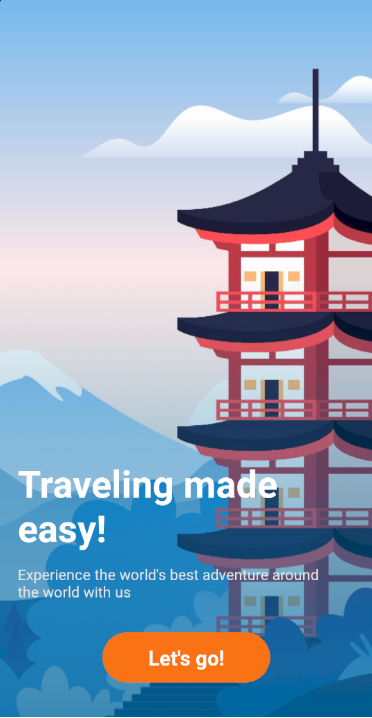 Traveling made
easy!
Experience the world's best adventure around
the world with us
Let's go!